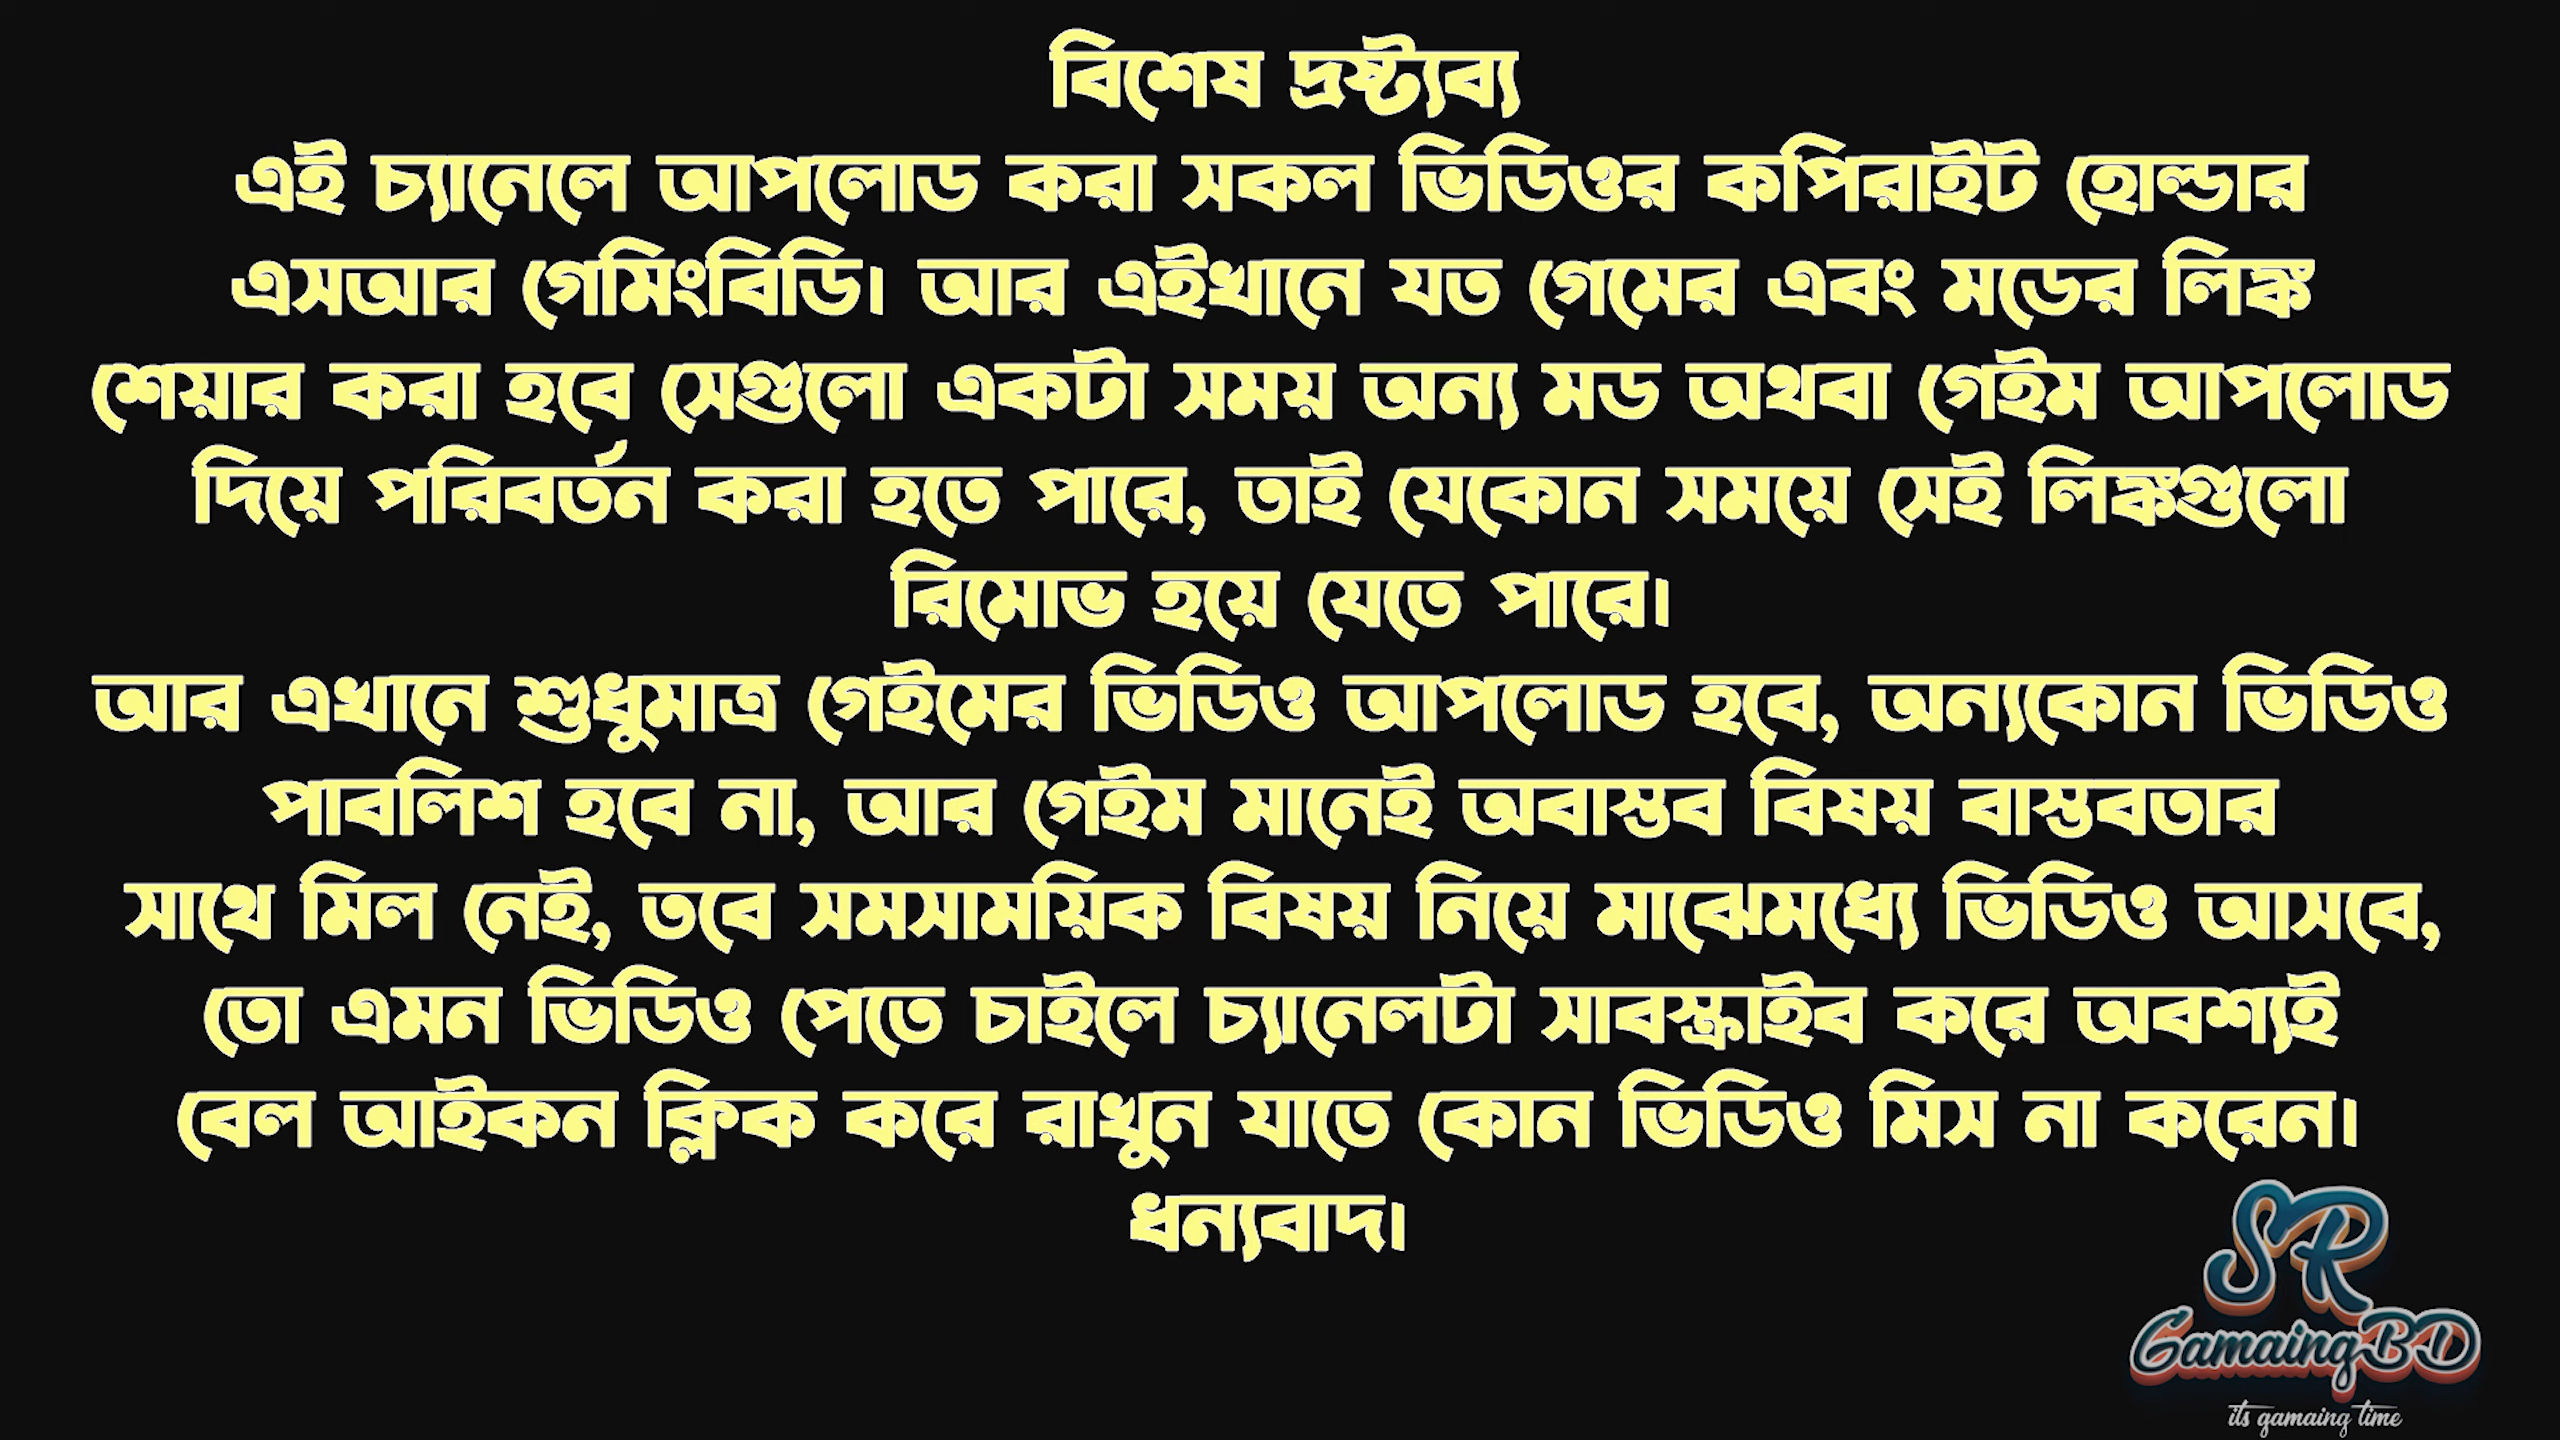 বিশেষ দ্রষ্ট্যব্য
এই চ্যানেলে আপলোড করা সকল ভিডিওর কপিরাইট হোল্ডার
এসআর গেমিংবিডি। আর এইখানে যত গেমের এবং মডের লিঙ্ক
শেয়ার করা হবে সেগুলো একটা সময় অন্য মড অথবা গেইম আপলোড
দিয়ে পরিবর্তন করা হতে পারে, তাই যেকোন সময়ে সেই লিঙ্কগুলো
রিমোভ হয়ে যেতে পারে।
আর এখানে শুধুমাত্র গেইমের ভিডিও আপলোড হবে, অন্যকোন ভিডিও
পাবলিশ হবে না, আর গেইম মানেই অবাস্তব বিষয় বাস্তবতার
সাথে মিল নেই, তবে সমসাময়িক বিষয় নিয়ে মাঝেমধ্যে ভিডিও আসবে,
তো এমন ভিডিও পেতে চাইলে চ্যানেলটা সাবস্ক্রাইব করে অবশ্যই
বেল আইকন ক্লিক করে রাখুন যাতে কোন ভিডিও মিস না করেন।
ধন্যবাদ।
SR
GamaingBD
its gamaing time